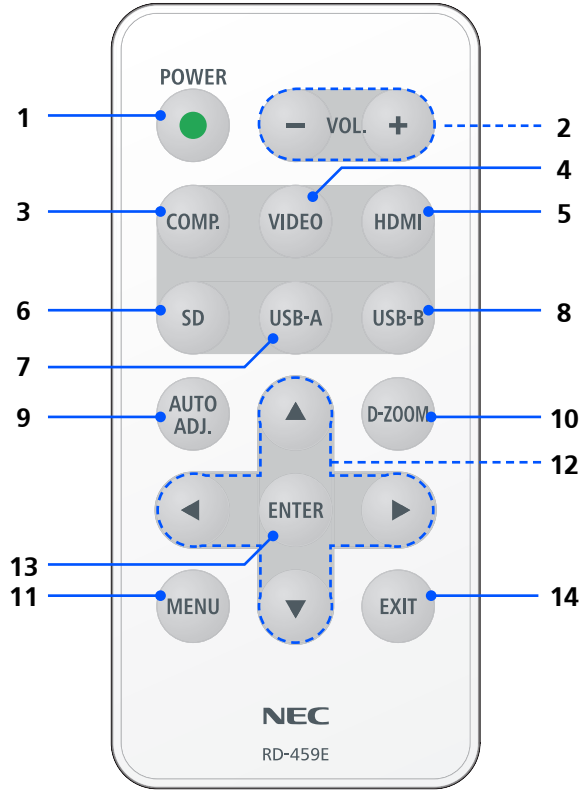 POWER
1
VOL.
2
4
3
COMP.
VIDEO
HDMI
5
6
SD
USB-A
USB-B
8
7
9
AUTO
ADJ.
D-ZOOM
10
12
ENTER
13
11
MENU
EXIT
14
NEC
RD-459E